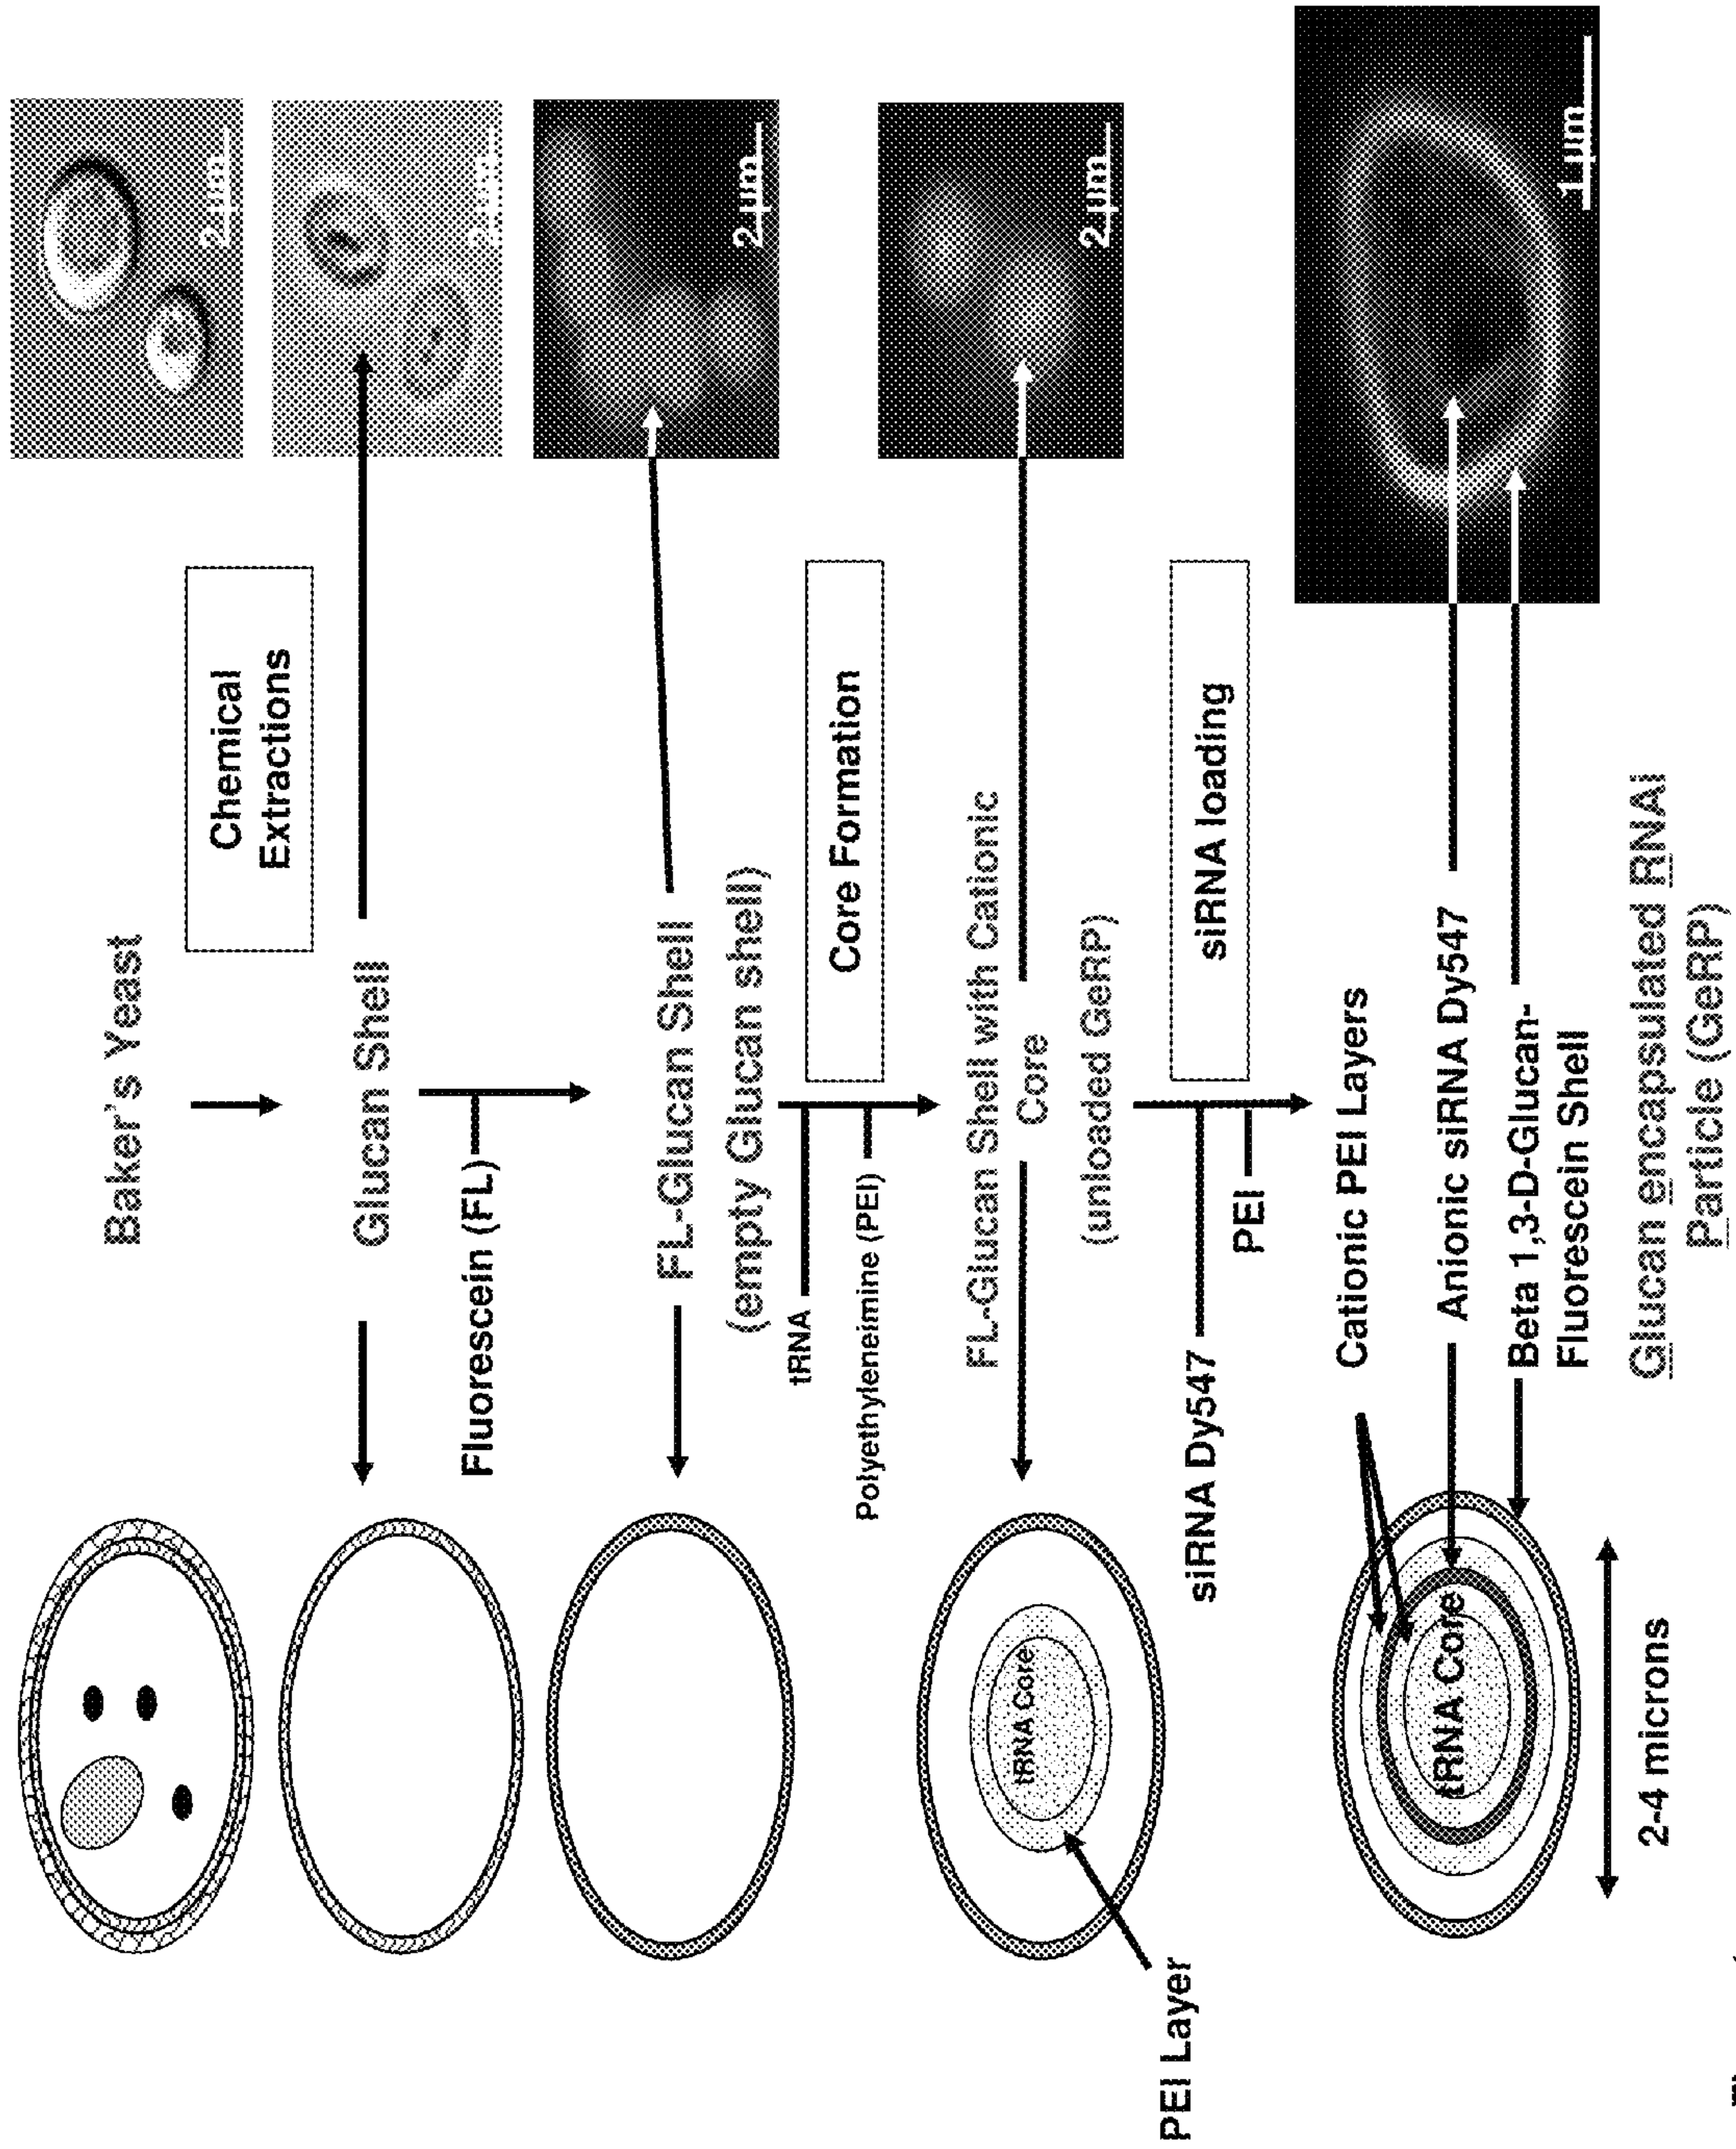 Baker's Yeast
2 µm
Chemical
Extractions
Glucan Shell
2 µm
Fluorescein (FL)
FL-Glucan Shell
(empty Glucan shell)
2 µm
tRNA
Polyethyleneimine (PEI)
Core Formation
FL-Glucan Shell with Cationic
Core
(unloaded GeRP)
tRNA Core
PEI Layer
2 µm
siRNA Dy547
PEI
siRNA loading
Cationic PEI Layers
Anionic siRNA Dy547
Beta 1,3-D-Glucan-
Fluorescein Shell
tRNA Core
2-4 microns
1 µm
Glucan encapsulated RNAi
Particle (GeRP)